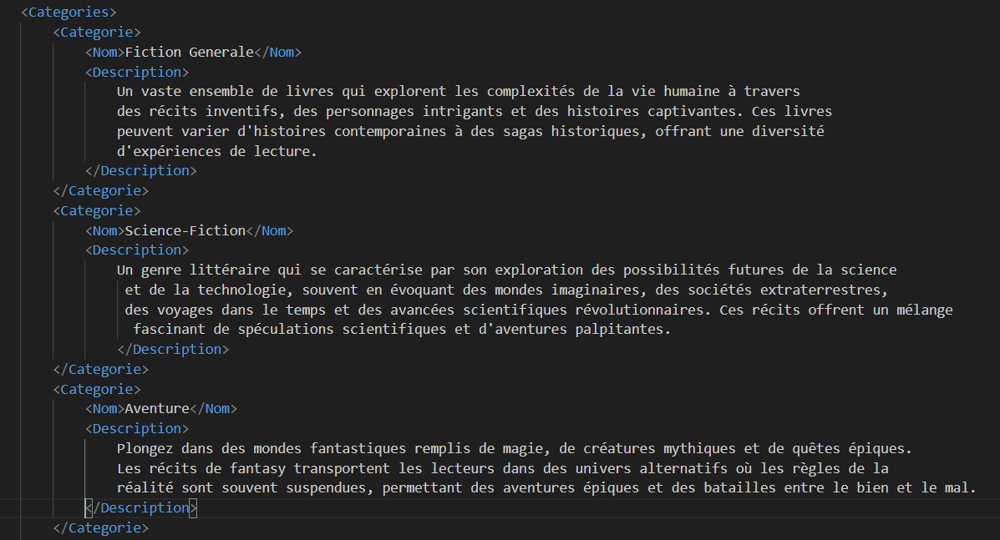 <Categories>
<Categorie>
<Nom>Fiction Generale</Nom>
<Description>
Un vaste ensemble de livres qui explorent les complexités de la vie humaine à travers
des récits inventifs, des personnages intrigants et des histoires captivantes. Ces livres
peuvent varier d'histoires contemporaines à des sagas historiques, offrant une diversité
d'expériences de lecture.
</Description>
</Categorie>
<Categorie>
<Nom>Science-Fiction</Nom>
<Description>
Un genre littéraire qui se caractérise par son exploration des possibilités futures de la science
et de la technologie, souvent en évoquant des mondes imaginaires, des sociétés extraterrestres,
des voyages dans le temps et des avancées scientifiques révolutionnaires. Ces récits offrent un mélange
fascinant de spéculations scientifiques et d'aventures palpitantes.
</Description>
</Categorie>
<Categorie>
<Nom>Aventure</Nom>
<Description>
Plongez dans des mondes fantastiques remplis de magie, de créatures mythiques et de quêtes épiques.
Les récits de fantasy transportent les lecteurs dans des univers alternatifs où les règles de la
réalité sont souvent suspendues, permettant des aventures épiques et des batailles entre le bien et le mal.
</Description>
</Categorie>